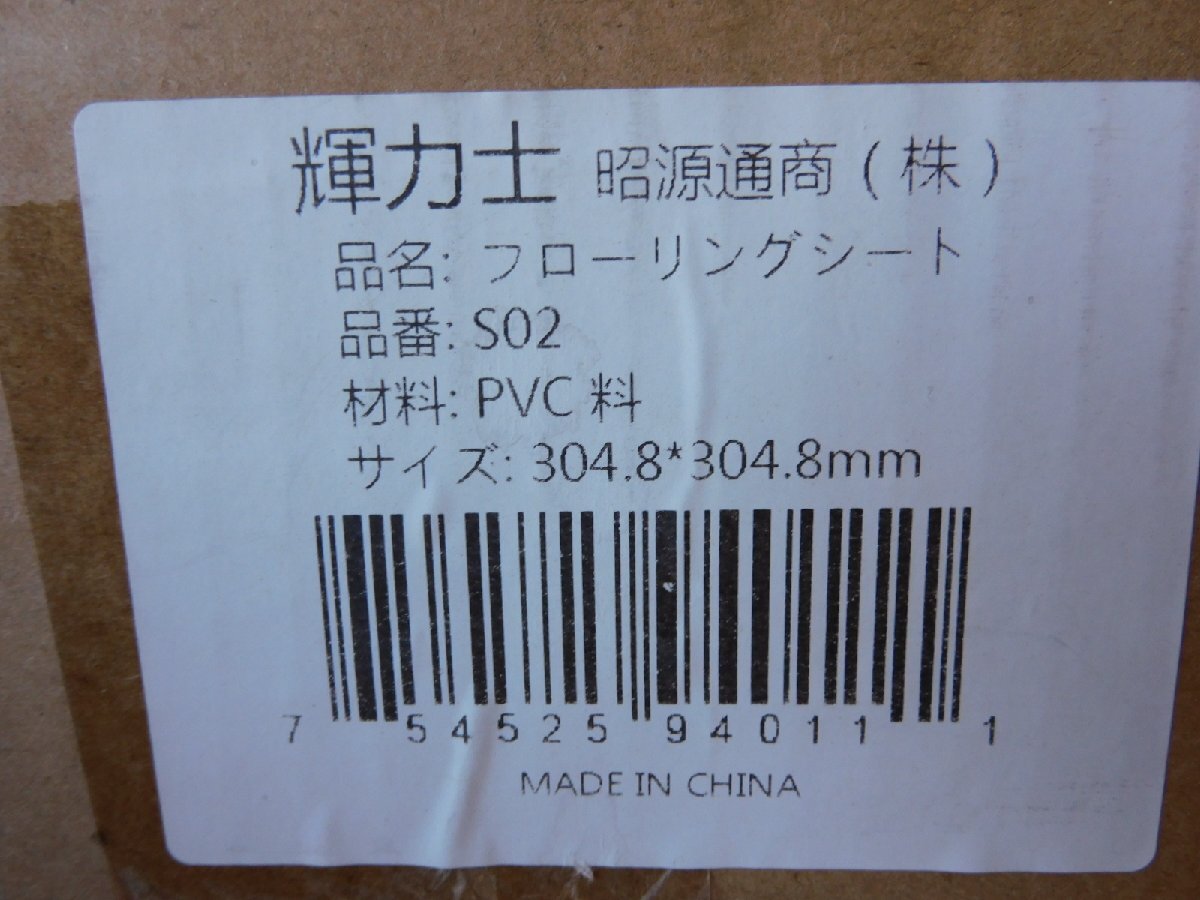 輝力士 昭源通商(株)
品名: フローリングシート
品番: S02
材料: PVC 料
サイズ: 304.8*304.8mm
7 54525 94011 1
MADE IN CHINA